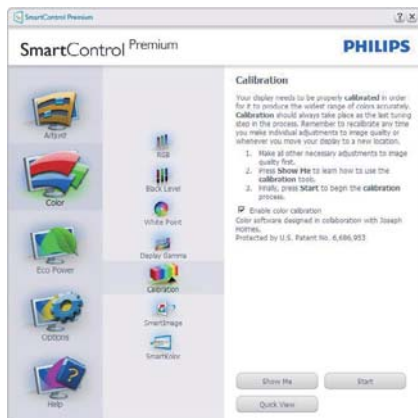 SmartControl Premium
SmartControl Premium
PHILIPS
Adjust
Color
Eco Power
Options
Help
RGB
Black Level
White Point
Display Gamma
Calibration
SmartImage
SmartKolor
Calibration
Your display needs to be properly calibrated in order
for it to produce the widest range of colors accurately.
Calibration should always take place as the last tuning
step in the process. Remember to recalibrate any time
you make individual adjustments to image quality or
whenever you move your display to a new location.
1. Make all other necessary adjustments to image
quality first.
2. Press Show Me to learn how to use the
calibration tools.
3. Finally, press Start to begin the calibration
process.
Enable color calibration
Color software designed in collaboration with Joseph
Holmes.
Protected by U.S. Patent No. 6,686,953
Show Me
Start
Quick View